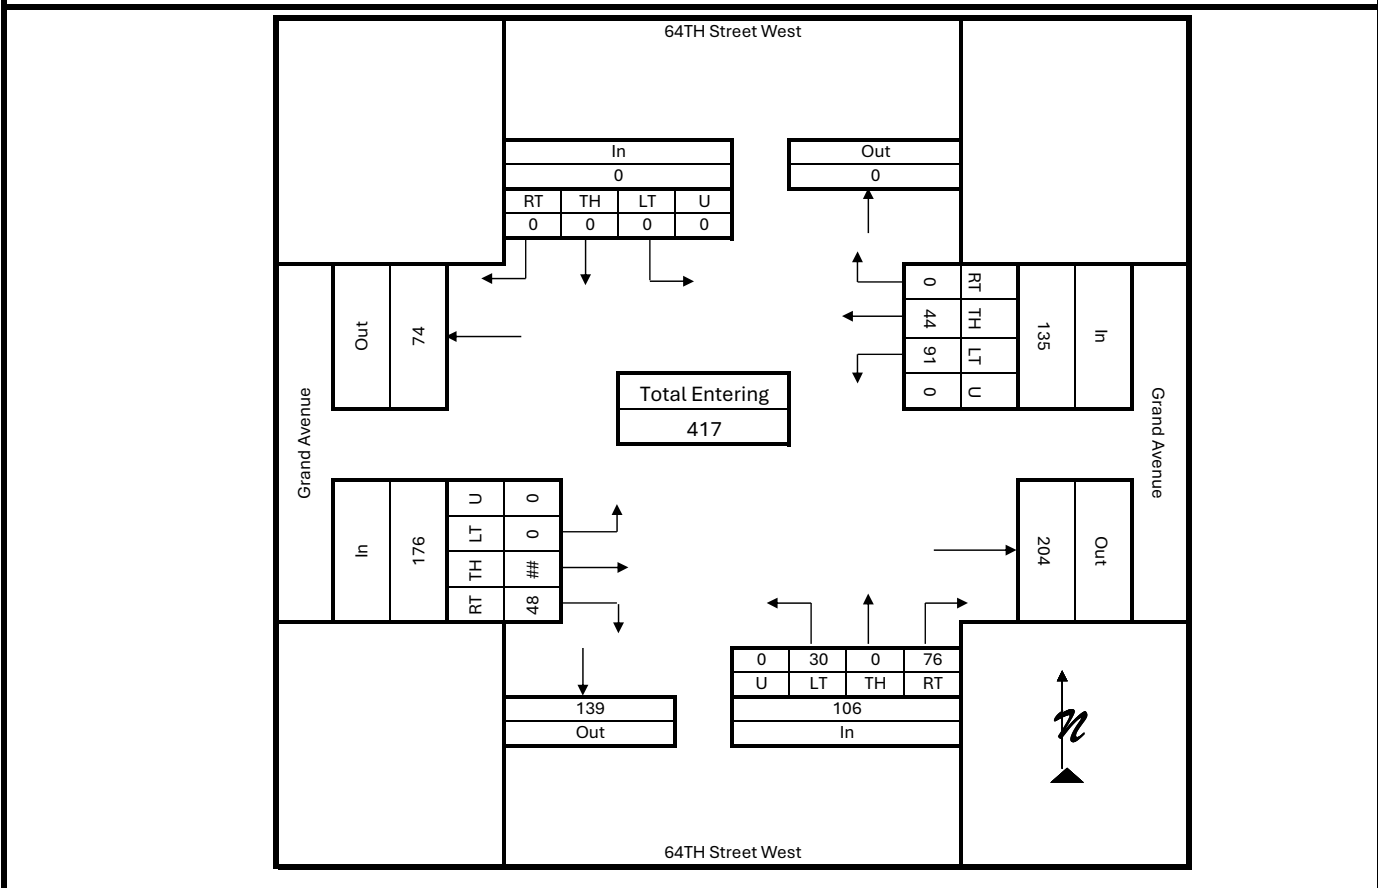 64TH Street West
In
0
RT TH LT U
0 0 0 0
Out
0
Out
74
0 RT
44 TH
91 LT
0 U
135
In
Grand Avenue
Total Entering
417
Grand Avenue
In
176
U 0
LT 0
TH ##
RT 48
204
Out
0 30 0 76
U LT TH RT
106
In
139
Out
N
64TH Street West